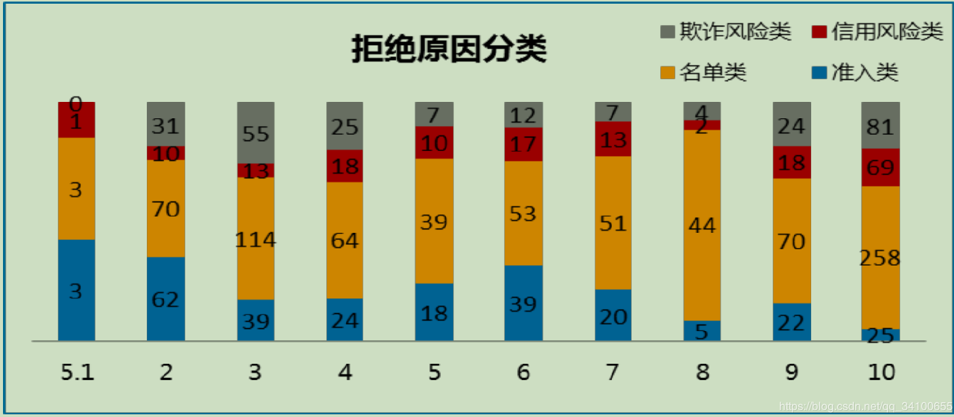 拒绝原因分类
欺诈风险类 信用风险类
名单类 准入类
0 31 55 25 7 12 7 4 24 81
1 10 13 18 10 17 13 2 18 69
3 70 114 64 39 53 51 44 70 258
3 62 39 24 18 39 20 5 22 25
5.1 2 3 4 5 6 7 8 9 10
https://blog.csdn.net/qq_34100655